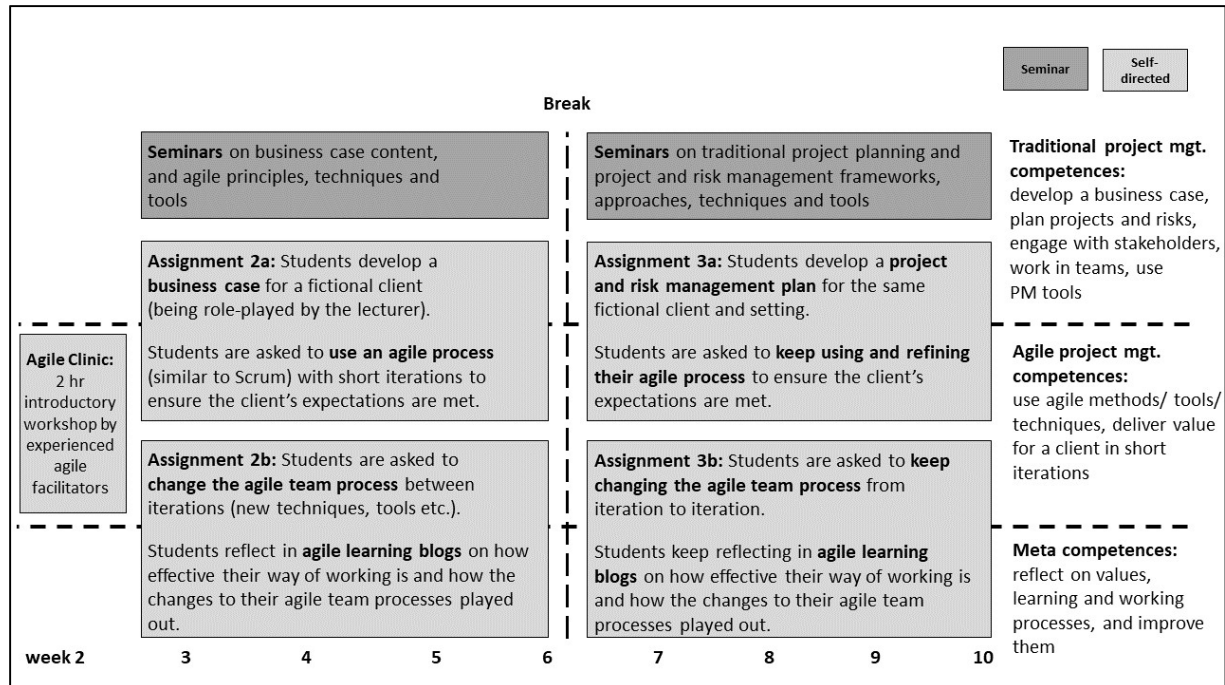 Seminar
Self-
directed
Break
Seminars on business case content,
and agile principles, techniques and
tools
Seminars on traditional project planning and
project and risk management frameworks,
approaches, techniques and tools
Traditional project mgt.
competences:
develop a business case,
plan projects and risks,
engage with stakeholders,
work in teams, use
PM tools
Assignment 2a: Students develop a
business case for a fictional client
(being role-played by the lecturer).
Students are asked to use an agile process
(similar to Scrum) with short iterations to
ensure the client’s expectations are met.
Assignment 3a: Students develop a project
and risk management plan for the same
fictional client and setting.
Students are asked to keep using and refining
their agile process to ensure the client’s
expectations are met.
Agile Clinic:
2 hr
introductory
workshop by
experienced
agile
facilitators
Agile project mgt.
competences:
use agile methods/ tools/
techniques, deliver value
for a client in short
iterations
Assignment 2b: Students are asked to
change the agile team process between
iterations (new techniques, tools etc.).
Students reflect in agile learning blogs on how
effective their way of working is and how the
changes to their agile team processes played
out.
Assignment 3b: Students are asked to keep
changing the agile team process from
iteration to iteration.
Students keep reflecting in agile learning
blogs on how effective their way of working is
and how the changes to their agile team
processes played out.
Meta competences:
reflect on values,
learning and working
processes, and improve
them
week 2 3 4 5 6 7 8 9 10